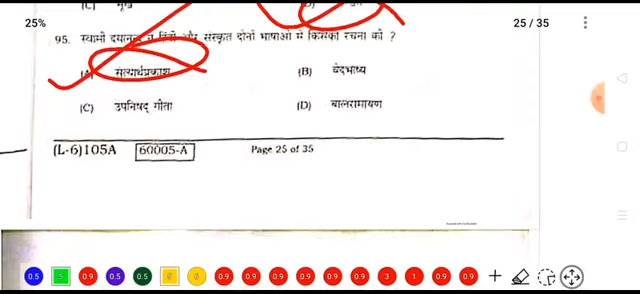 25%
25 / 35
(C) मूर्ख
(D)
95. स्वामी दयानन्द ने हिंदी और संस्कृत दोनों भाषाओं में किसकी रचना की ?
(A) सत्यार्थप्रकाश
(B) वेदभाष्य
(C) उपनिषद् गीता
(D) बालरामायण
(L-6)105A 60005-A Page 25 of 35
0.5 5 0.9 0.5 0.5 8 6 0.9 0.9 0.9 0.9 0.9 0.9 3 1 0.9 0.9